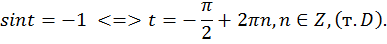 sint = −1 <=> t = −π/2 + 2πn, n ∈ Z, (т. D).